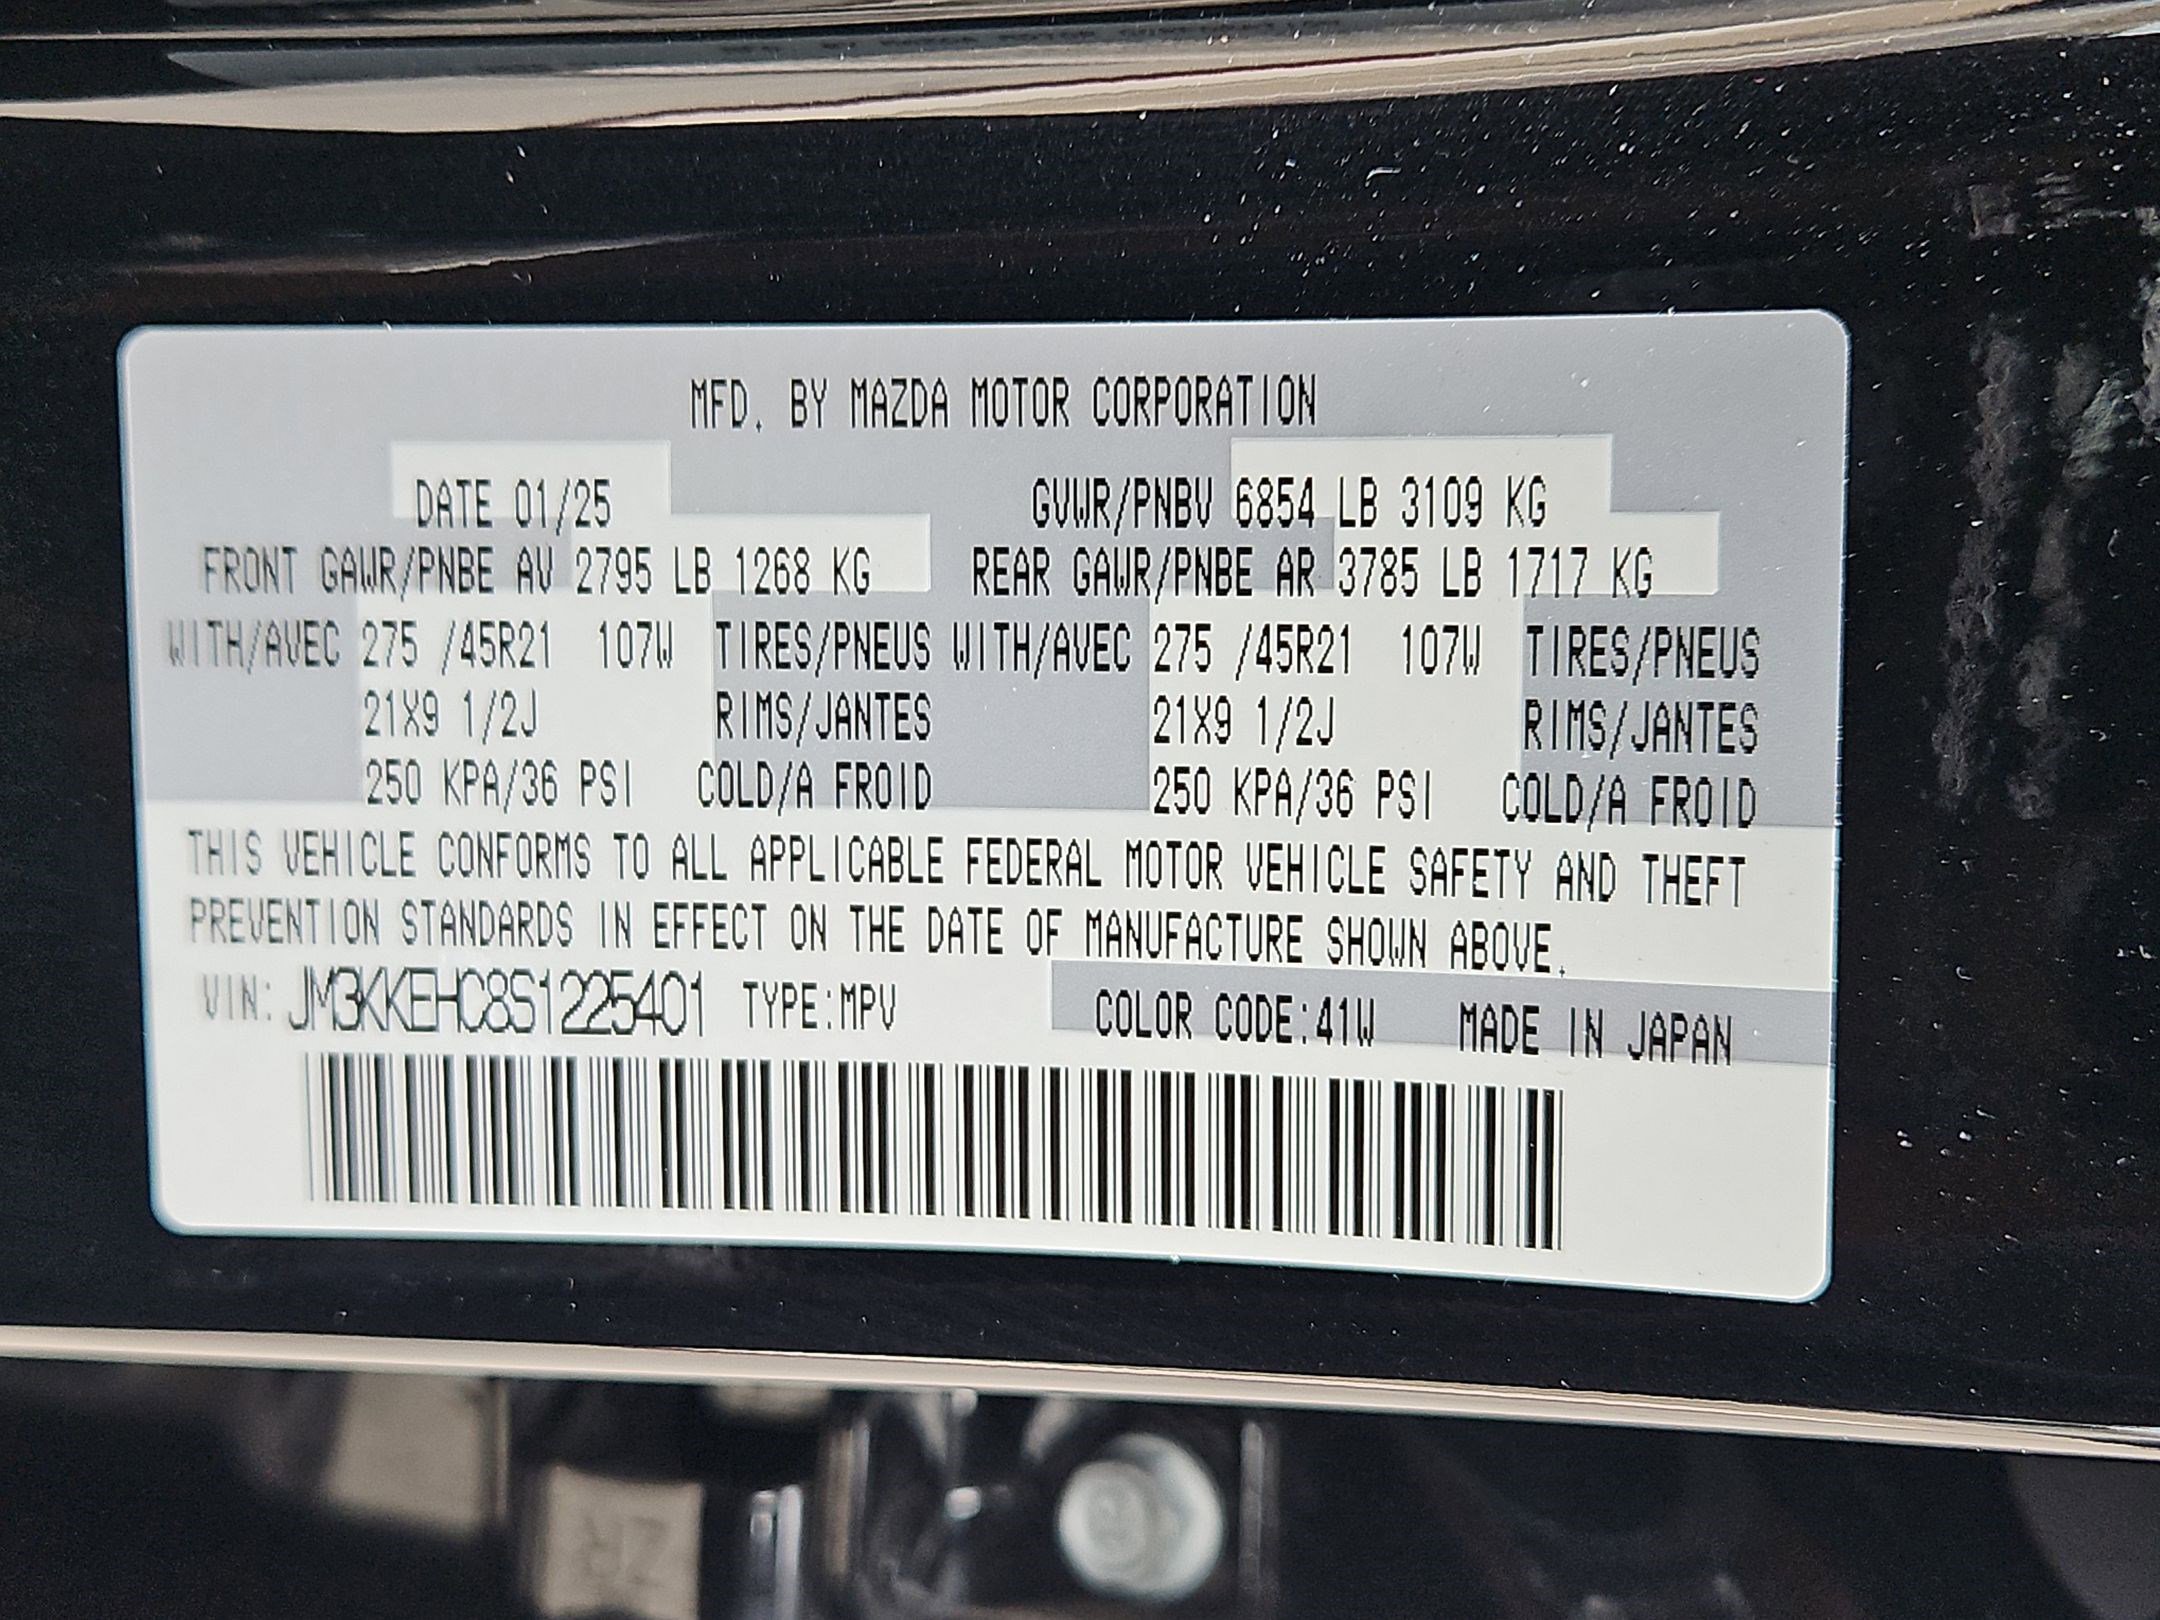 MFD. BY MAZDA MOTOR CORPORATION
DATE 01/25 GVWR/PNBV 6854 LB 3109 KG
FRONT GAWR/PNBE AV 2795 LB 1268 KG REAR GAWR/PNBE AR 3785 LB 1717 KG
WITH/AVEC 275 /45R21 107W TIRES/PNEUS WITH/AVEC 275 /45R21 107W TIRES/PNEUS
21X9 1/2J RIMS/JANTES 21X9 1/2J RIMS/JANTES
250 KPA/36 PSI COLD/A FROID 250 KPA/36 PSI COLD/A FROID
THIS VEHICLE CONFORMS TO ALL APPLICABLE FEDERAL MOTOR VEHICLE SAFETY AND THEFT
PREVENTION STANDARDS IN EFFECT ON THE DATE OF MANUFACTURE SHOWN ABOVE.
VIN: JM3KKEHC8S1225401 TYPE:MPV COLOR CODE:41W MADE IN JAPAN